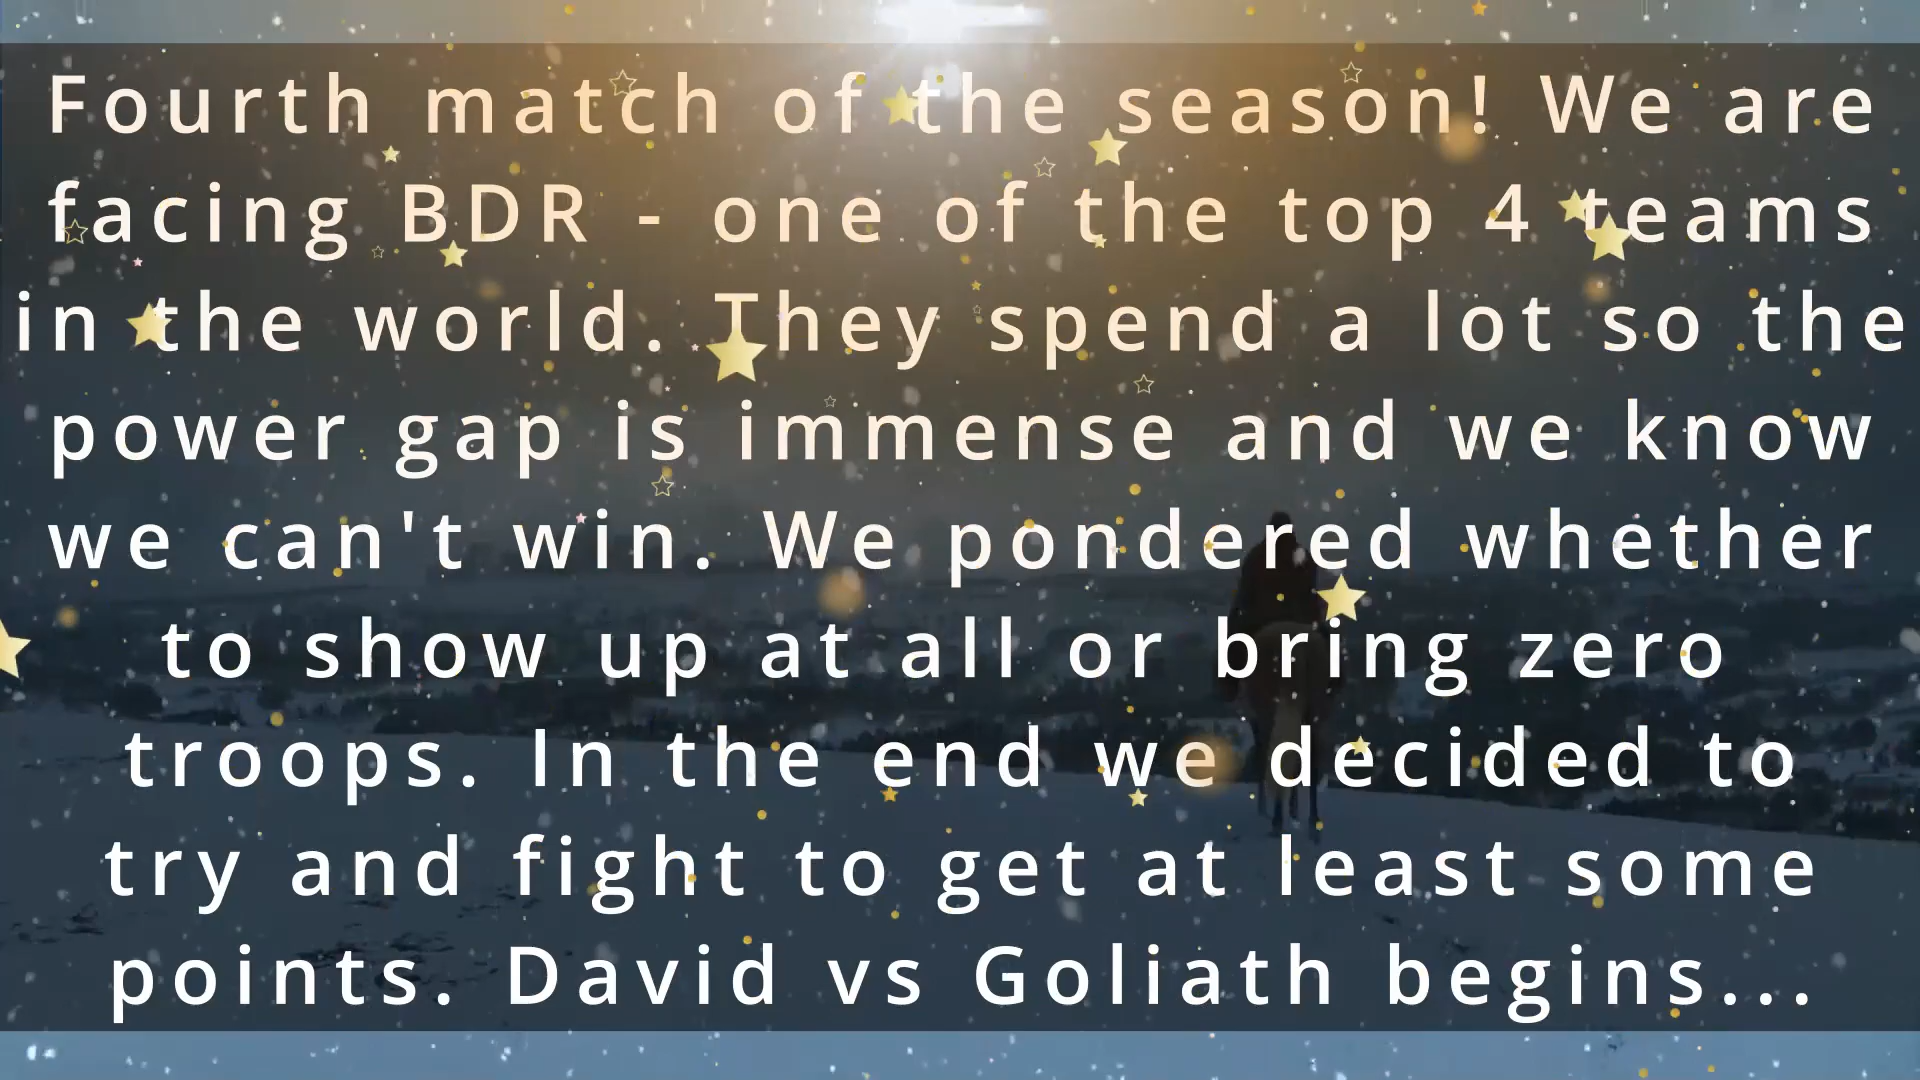 Fourth match of the season! We are
facing BDR - one of the top 4 teams
in the world. They spend a lot so the
power gap is immense and we know
we can't win. We pondered whether
to show up at all or bring zero
troops. In the end we decided to
try and fight to get at least some
points. David vs Goliath begins...